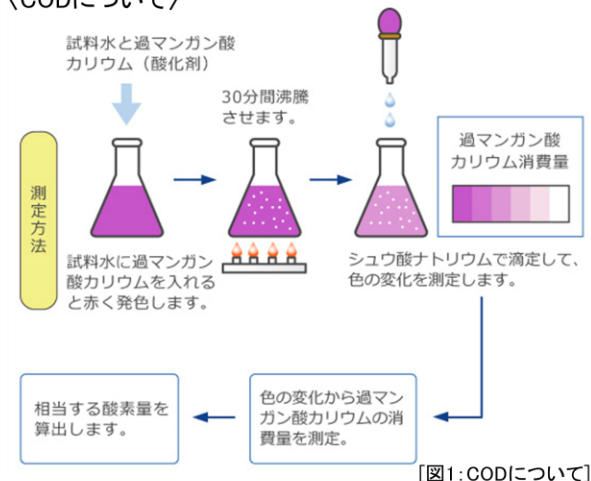 〈CODについて〉
試料水と過マンガン酸
カリウム（酸化剤）
30分間沸騰
させます。
過マンガン酸
カリウム消費量
測定方法
試料水に過マンガン
酸カリウムを入れる
と赤く発色します。
シュウ酸ナトリウムで滴定して、
色の変化を測定します。
色の変化から過マン
ガン酸カリウムの消
費量を測定。
相当する酸素量を
算出します。
[図1:CODについて]